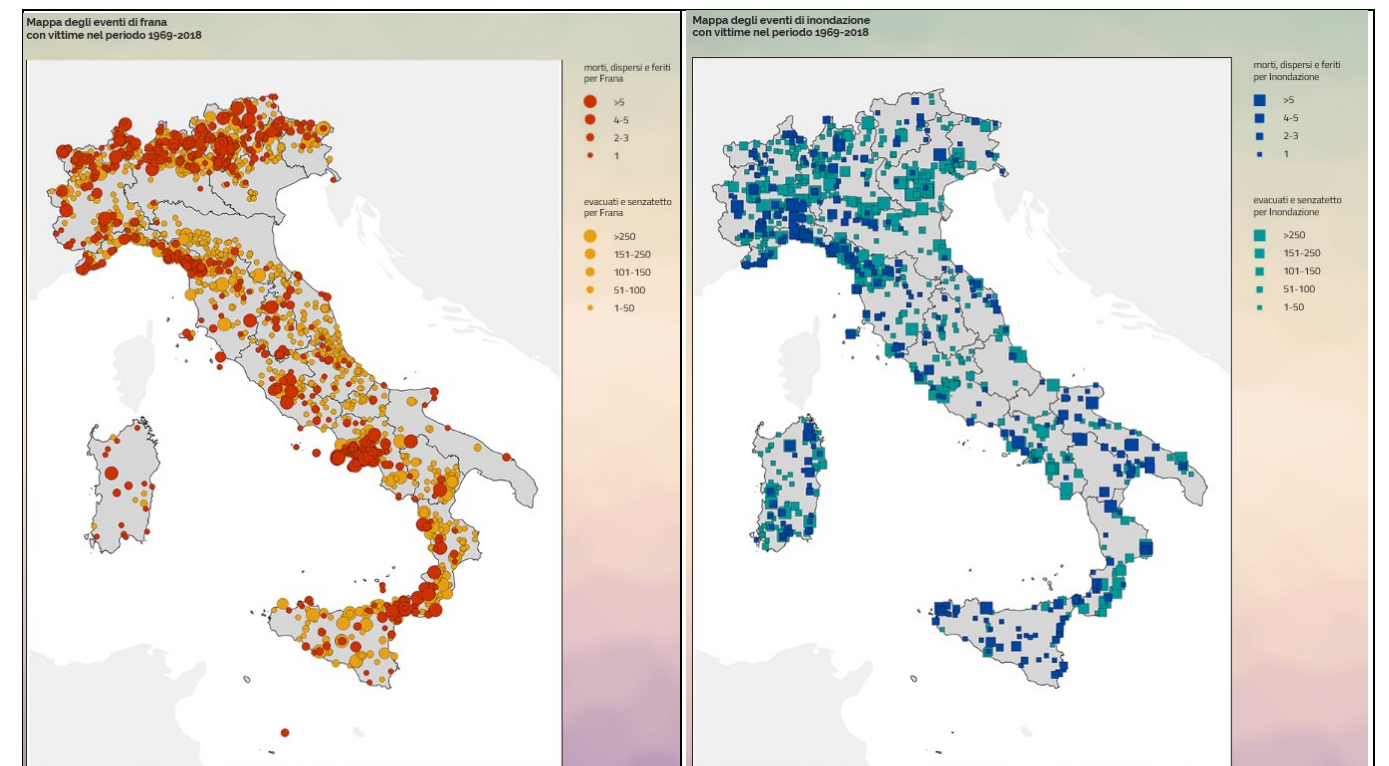 Mappa degli eventi di frana
con vittime nel periodo 1969-2018
morti, dispersi e feriti
per Frana
>5
4-5
2-3
1
evacuati e senzatetto
per Frana
>250
151-250
101-150
51-100
1-50
Mappa degli eventi di inondazione
con vittime nel periodo 1969-2018
morti, dispersi e feriti
per Inondazione
>5
4-5
2-3
1
evacuati e senzatetto
per Inondazione
>250
151-250
101-150
51-100
1-50